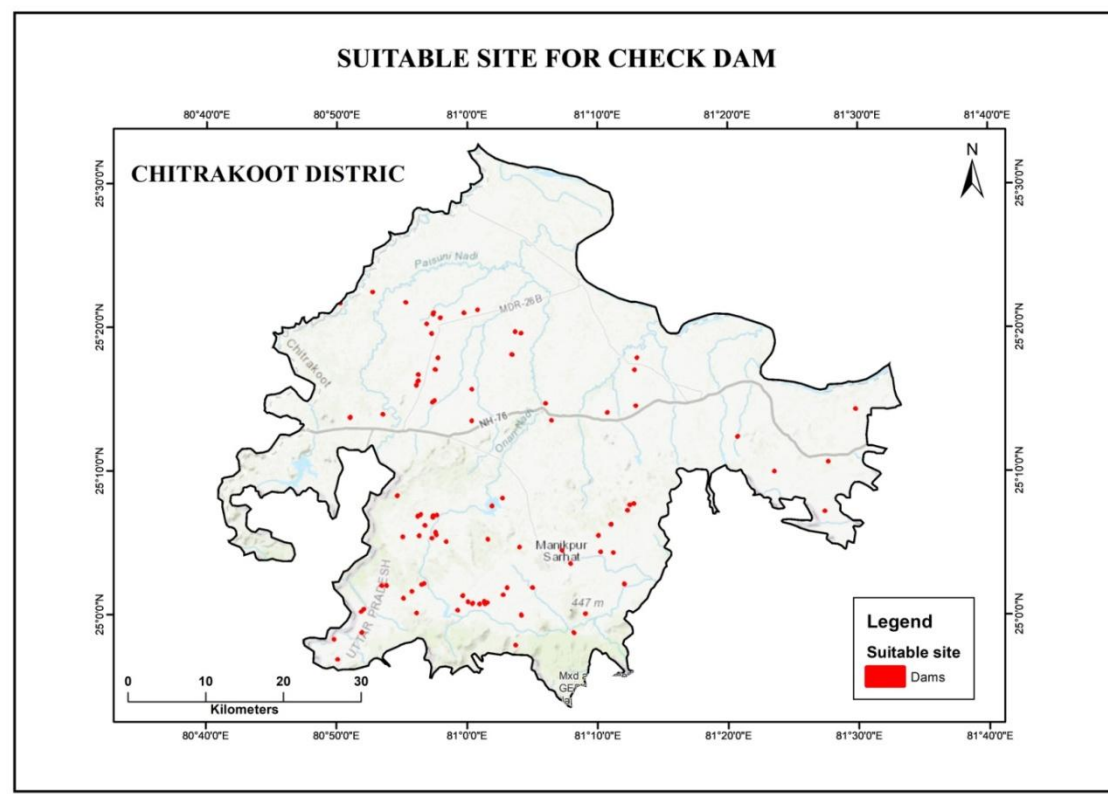 SUITABLE SITE FOR CHECK DAM
80°40'0"E 80°50'0"E 81°0'0"E 81°10'0"E 81°20'0"E 81°30'0"E 81°40'0"E
CHITRAKOOT DISTRIC
N
25°30'0"N 25°30'0"N
Paisuni Nadi
MDR-26B
25°20'0"N 25°20'0"N
Chitrakoot
NH-76
Ohan Nadi
25°10'0"N 25°10'0"N
Manikpur
Sarhat
UTTAR PRADESH
447 m
25°0'0"N 25°0'0"N
Legend
Suitable site
Dams
Mxd
0 10 20 30
Kilometers
80°40'0"E 80°50'0"E 81°0'0"E 81°10'0"E 81°20'0"E 81°30'0"E 81°40'0"E